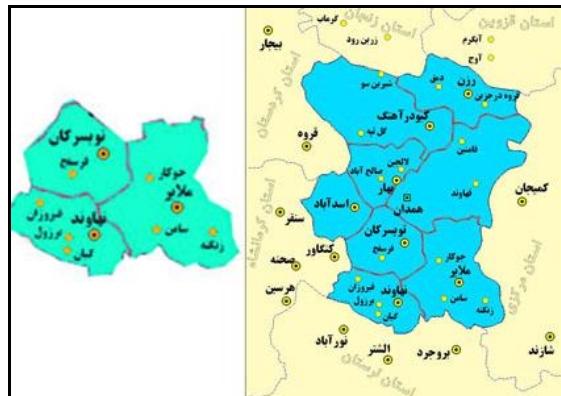 تویسرکان
فرسفج
جوکار
ملایر
فیروزان
نهاوند
برزول
سامن
زنگنه
گیان
استان زنجان
گرماب
زرین رود
استان قزوین
آبگرم
آوج
بیجار
استان کردستان
شیرین سو
دمق
رزن
قروه درجزین
کبودرآهنگ
گل تپه
قروه
فامنین
لالجین
صالح آباد
بهار
همدان
قهاوند
کمیجان
اسدآباد
سنقر
استان کرمانشاه
تویسرکان
فرسفج
کنگاور
صحنه
هرسین
جوکار
ملایر
فیروزان
نهاوند
برزول
گیان
سامن
زنگنه
استان مرکزی
نورآباد
الشتر
بروجرد
شازند
استان لرستان